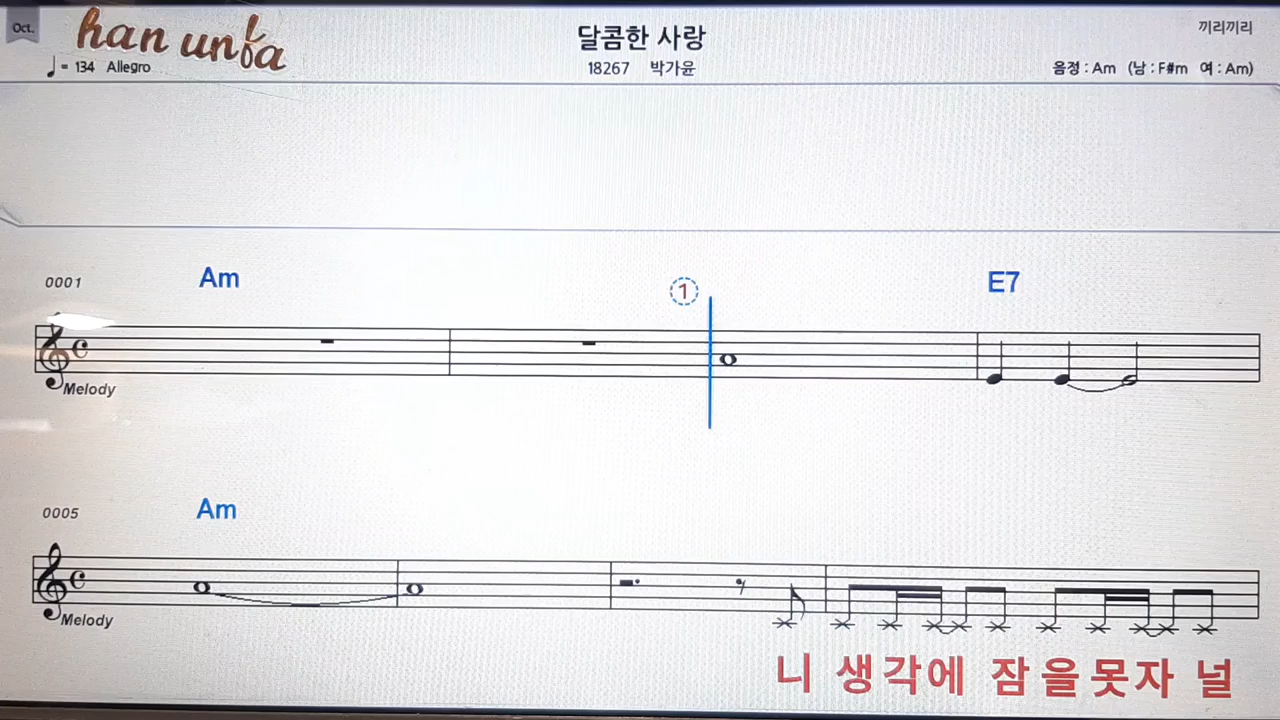 Oct.
han unba
달콤한 사랑
끼리끼리
♩= 134 Allegro
18267 박가윤
음정 : Am (남 : F#m 여 : Am)
0001
Am
1
E7
Melody
0005
Am
Melody
니 생각에 잠을못자 널